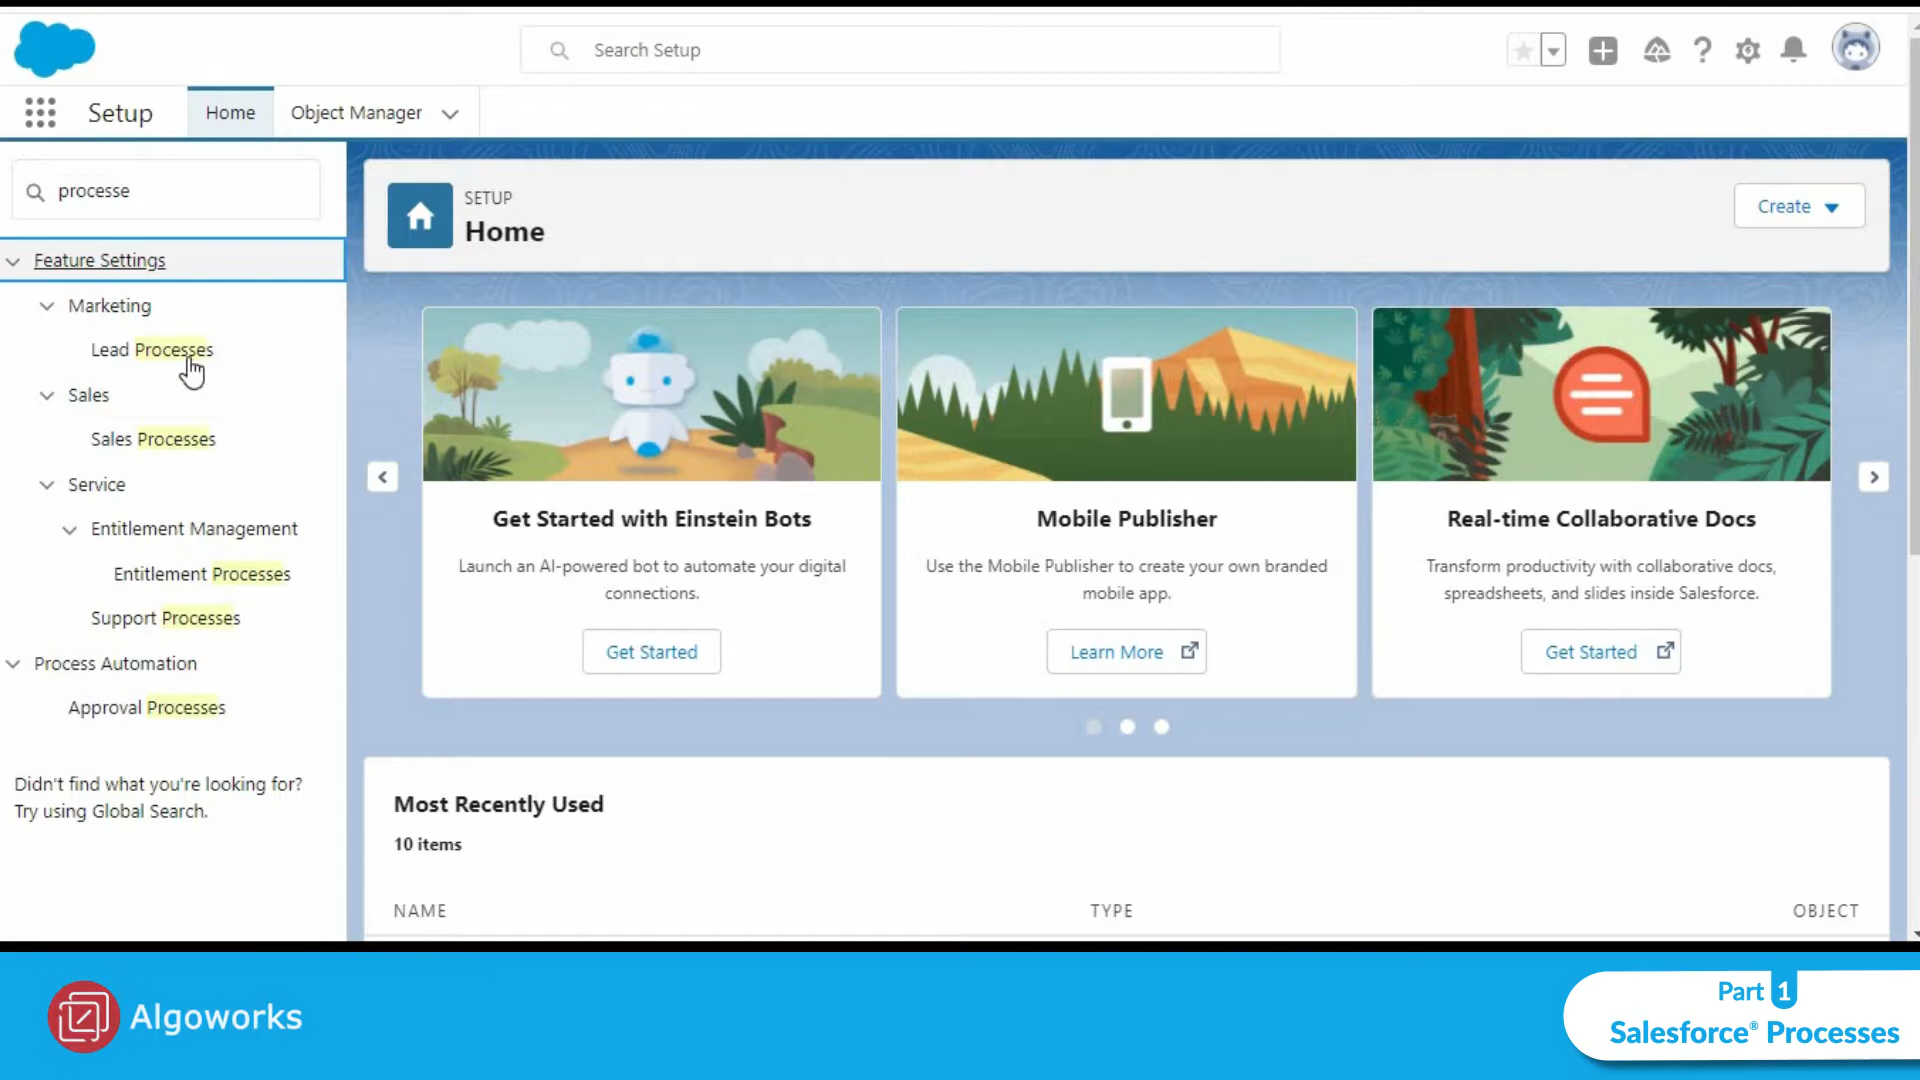 Search Setup
Setup
Home
Object Manager
processe
Feature Settings
Marketing
Lead Processes
Sales
Sales Processes
Service
Entitlement Management
Entitlement Processes
Support Processes
Process Automation
Approval Processes
Didn't find what you're looking for?
Try using Global Search.
SETUP
Home
Create
Get Started with Einstein Bots
Launch an AI-powered bot to automate your digital
connections.
Get Started
Mobile Publisher
Use the Mobile Publisher to create your own branded
mobile app.
Learn More
Real-time Collaborative Docs
Transform productivity with collaborative docs,
spreadsheets, and slides inside Salesforce.
Get Started
Most Recently Used
10 items
NAME
TYPE
OBJECT
Algoworks
Part 1
Salesforce® Processes